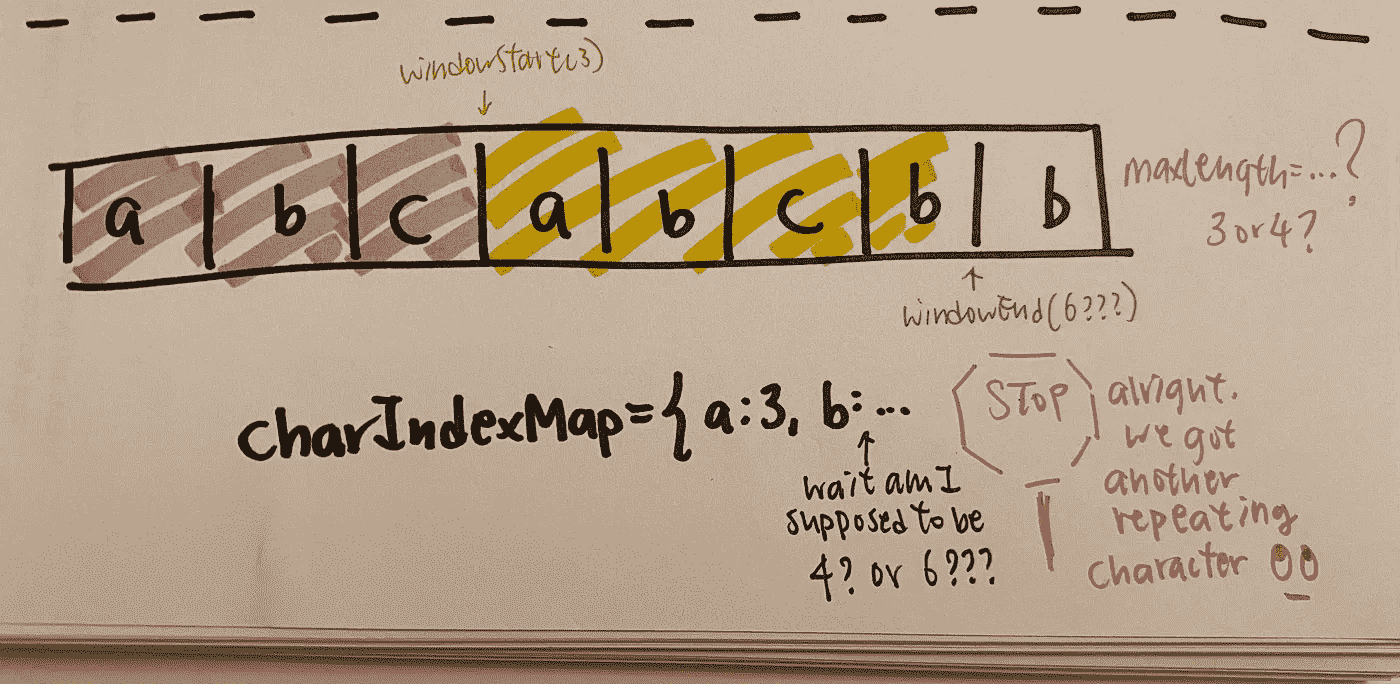 windowStart(3)
↓
a b c a b c b b
maxlength=...?
3 or 4?
↑
windowEnd(6???)
charIndexMap={ a:3, b:...
↑
wait am I
supposed to be
4? or 6???
STOP
alright.
we got
another
repeating
character